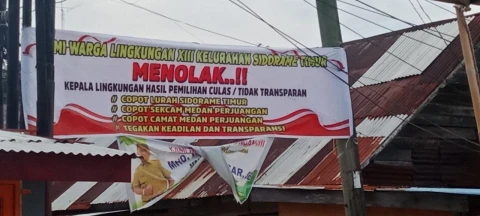 MI WARGA LINGKUNGAN XIII KELURAHAN SIDORAME TIMUR
MENOLAK..!!
KEPALA LINGKUNGAN HASIL PEMILIHAN CULAS / TIDAK TRANSPARAN
# COPOT LURAH SIDORAME TIMUR
# COPOT SEKCAM MEDAN PERJUANGAN
# COPOT CAMAT MEDAN PERJUANGAN
# TEGAKAN KEADILAN DAN TRANSPARANSI